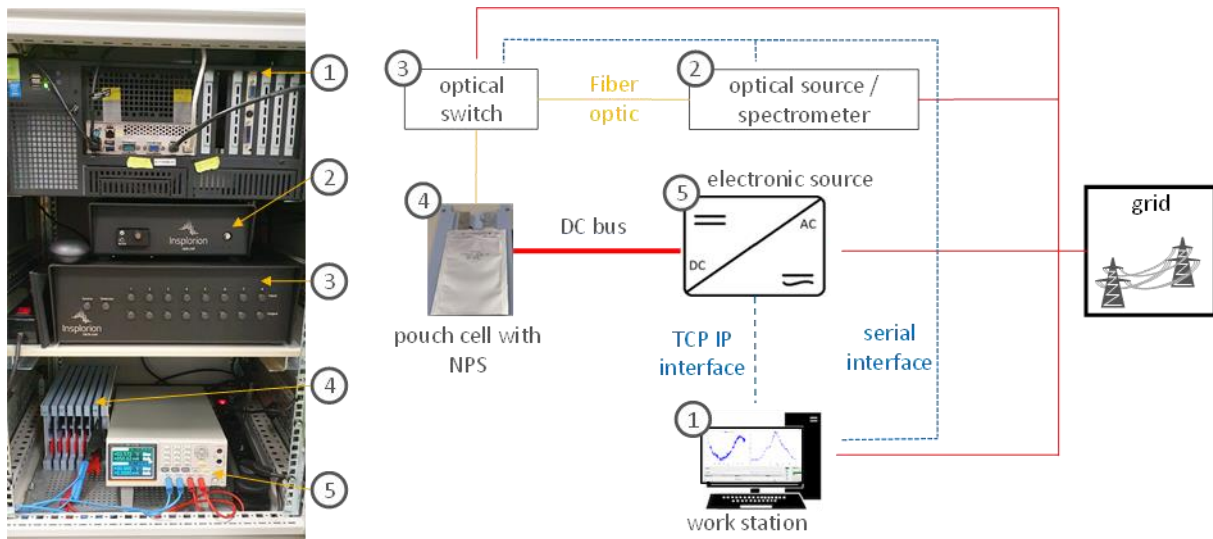 1
2
Insplorion
3
Insplorion
4
5
3
optical
switch
Fiber
optic
2
optical source /
spectrometer
4
5
electronic source
DC bus
AC
DC
grid
pouch cell with
NPS
TCP IP
interface
serial
interface
1
work station